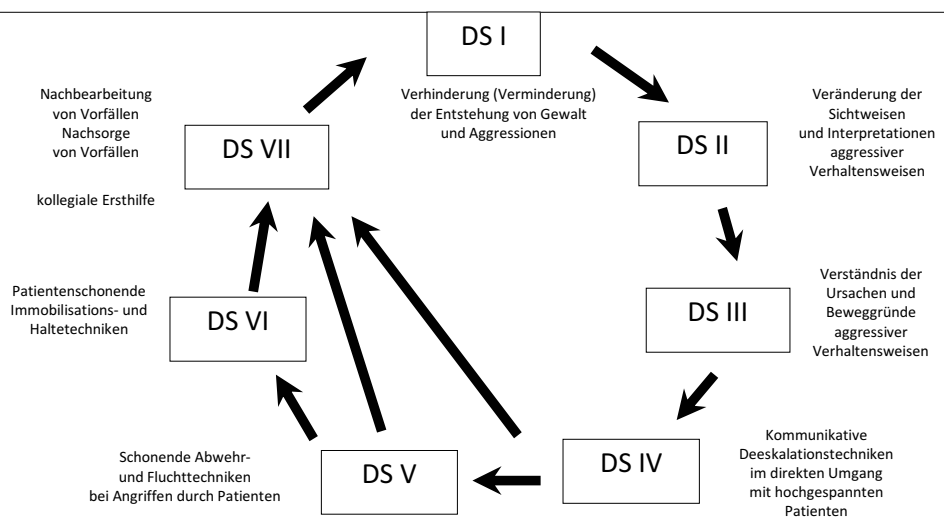 DS I
Verhinderung (Verminderung)
der Entstehung von Gewalt
und Aggressionen
DS II
Veränderung der
Sichtweisen
und Interpretationen
aggressiver
Verhaltensweisen
DS III
Verständnis der
Ursachen und
Beweggründe
aggressiver
Verhaltensweisen
DS IV
Kommunikative
Deeskalationstechniken
im direkten Umgang
mit hochgespannten
Patienten
DS V
Schonende Abwehr-
und Fluchttechniken
bei Angriffen durch Patienten
DS VI
Patientenschonende
Immobilisations- und
Haltetechniken
DS VII
Nachbearbeitung
von Vorfällen
Nachsorge
von Vorfällen
kollegiale Ersthilfe